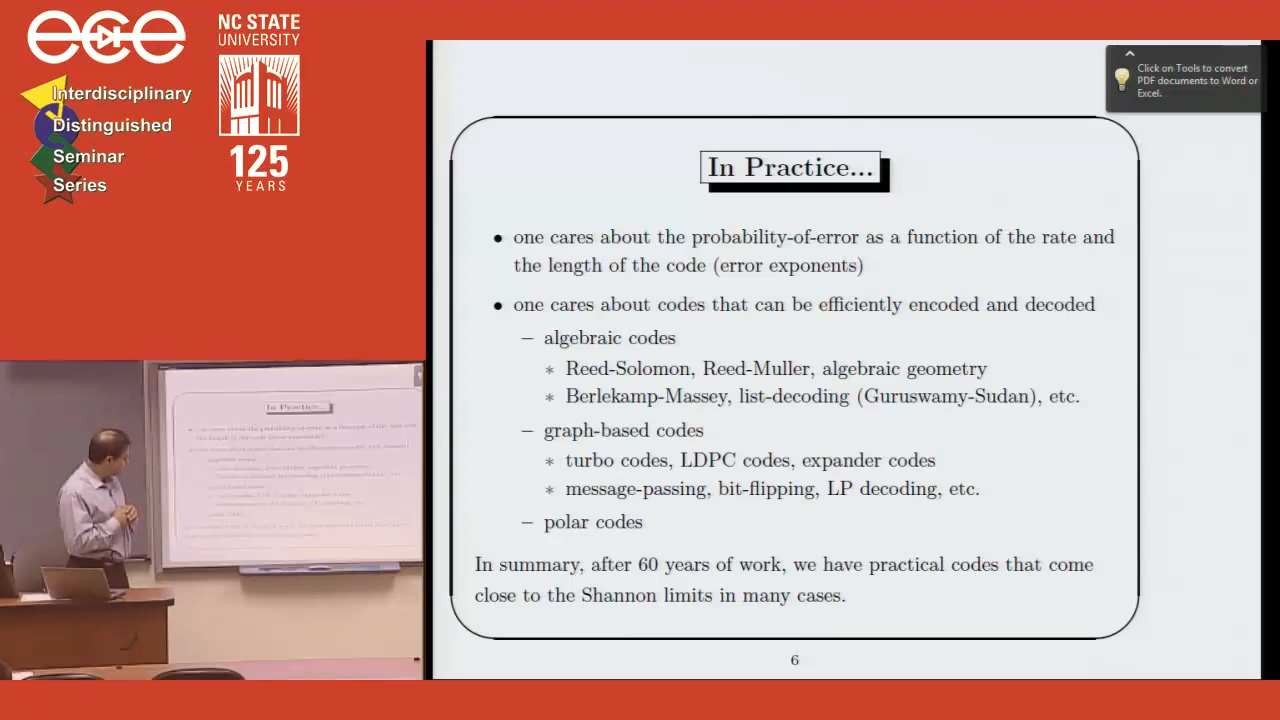 ece
NC STATE
UNIVERSITY
Interdisciplinary
Distinguished
Seminar
Series
125
YEARS
Click on Tools to convert
PDF documents to Word or
Excel.
In Practice...
• one cares about the probability-of-error as a function of the rate and
the length of the code (error exponents)
• one cares about codes that can be efficiently encoded and decoded
– algebraic codes
* Reed-Solomon, Reed-Muller, algebraic geometry
* Berlekamp-Massey, list-decoding (Guruswamy-Sudan), etc.
– graph-based codes
* turbo codes, LDPC codes, expander codes
* message-passing, bit-flipping, LP decoding, etc.
– polar codes
In summary, after 60 years of work, we have practical codes that come
close to the Shannon limits in many cases.
6
In Practice...